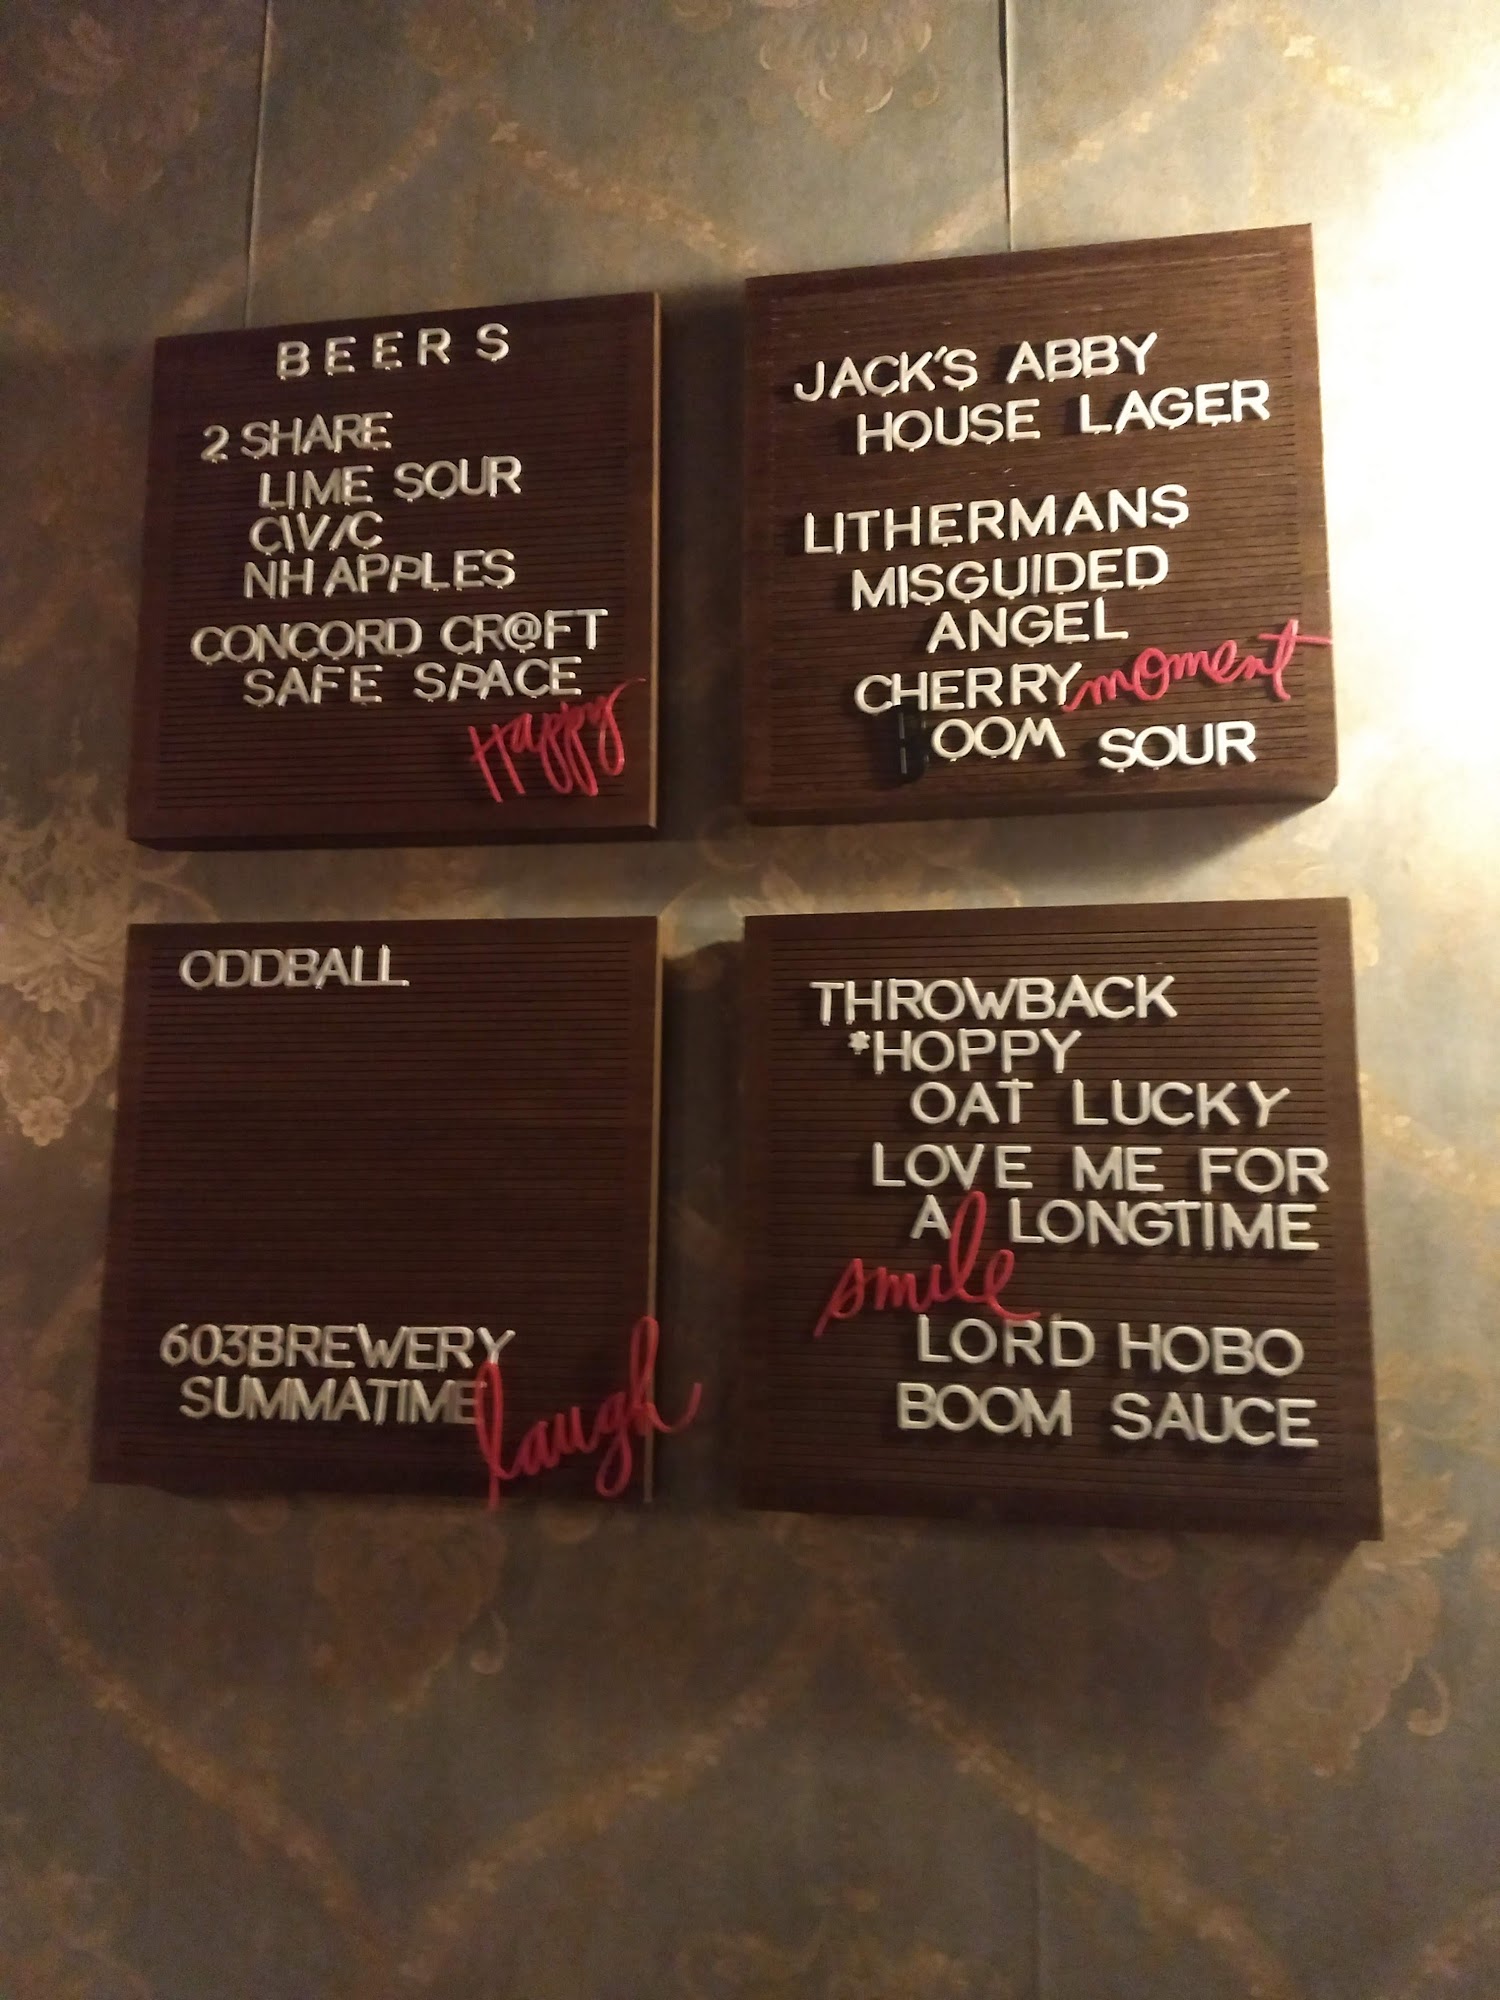 BEERS
2 SHARE
LIME SOUR
CIV/C
NH APPLES
CONCORD CR@FT
SAFE SPACE
Happy
JACK'S ABBY
HOUSE LAGER
LITHERMANS
MISGUIDED
ANGEL
CHERRY moment
BOOM SOUR
ODDBALL
603BREWERY
SUMMATIME
laugh
THROWBACK
*HOPPY
OAT LUCKY
LOVE ME FOR
A LONGTIME
smile
LORD HOBO
BOOM SAUCE